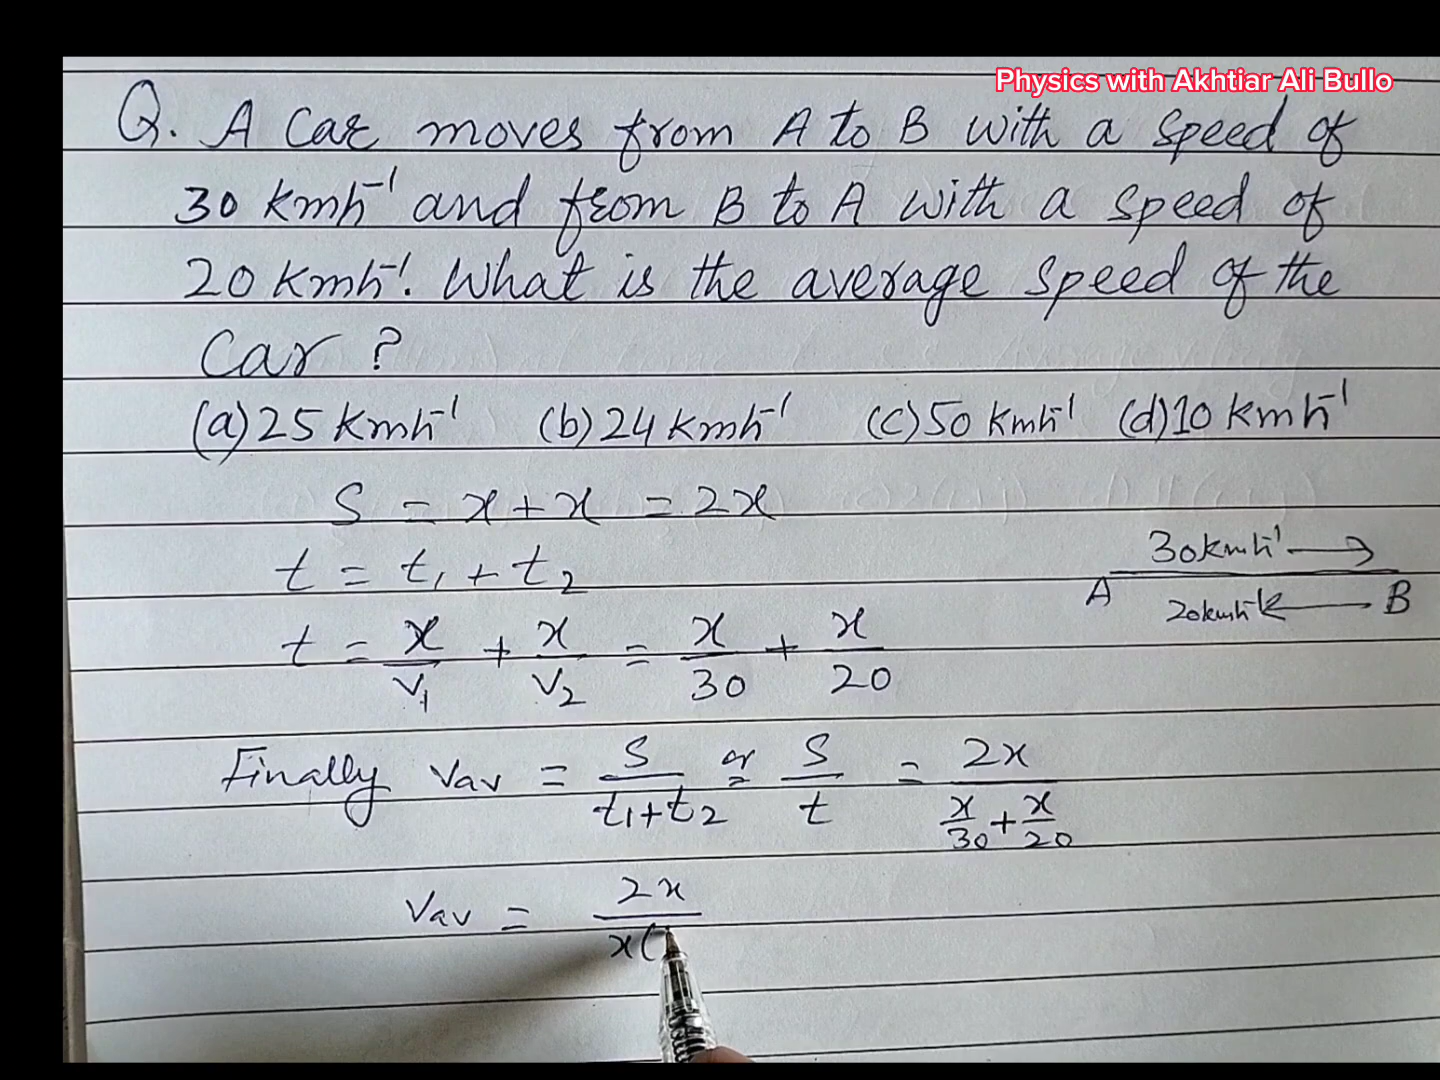 Physics with Akhtiar Ali Bullo
Q. A Car moves from A to B with a speed of
30 Kmh⁻¹ and from B to A with a speed of
20 Kmh⁻¹. What is the average speed of the
Car ?
(a) 25 Kmh⁻¹ (b) 24 Kmh⁻¹ (c) 50 Kmh⁻¹ (d) 10 Kmh⁻¹
S = x + x = 2x
t = t₁ + t₂
t = x/V₁ + x/V₂ = x/30 + x/20
30 Kmh⁻¹ →
A B
20 Kmh⁻¹ ←
Finally Vav = S/(t₁+t₂) or = S/t = 2x/(x/30 + x/20)
Vav = 2x/x(